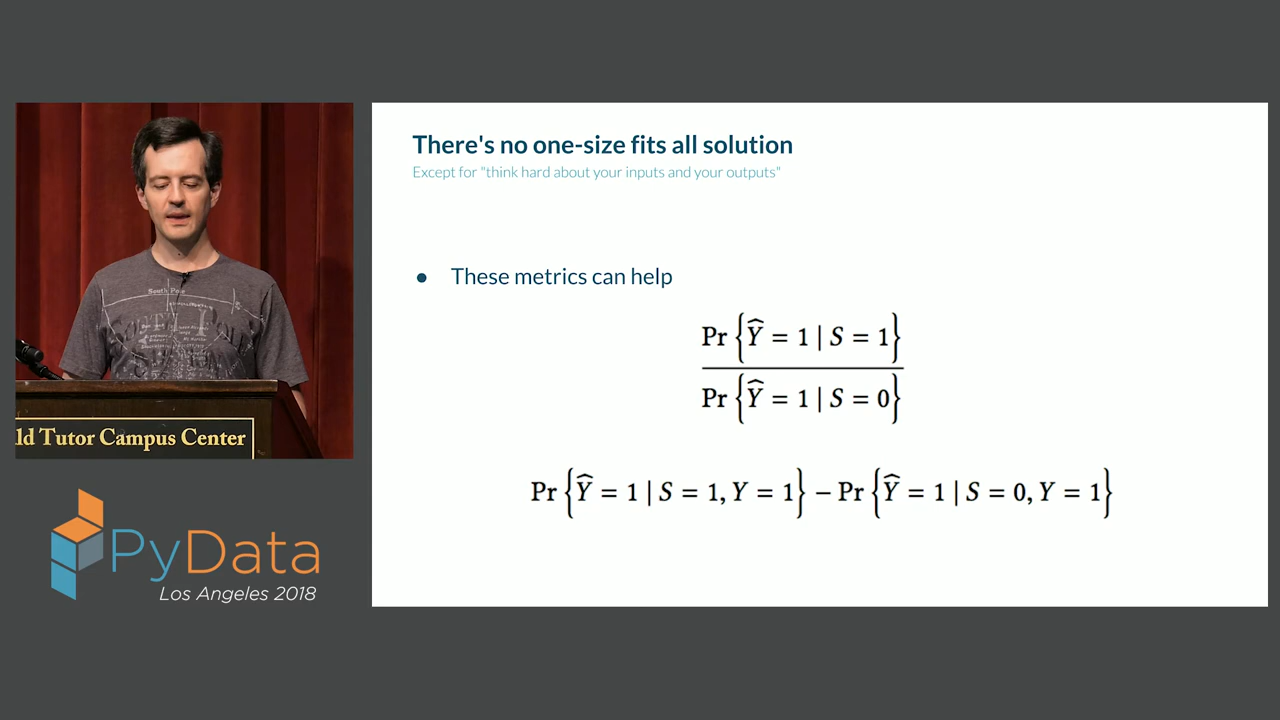 There's no one-size fits all solution
Except for "think hard about your inputs and your outputs"
● These metrics can help
Pr {Ŷ = 1 | S = 1}
Pr {Ŷ = 1 | S = 0}
Pr {Ŷ = 1 | S = 1, Y = 1} − Pr {Ŷ = 1 | S = 0, Y = 1}
South Pole
ld Tutor Campus Center
PyData
Los Angeles 2018